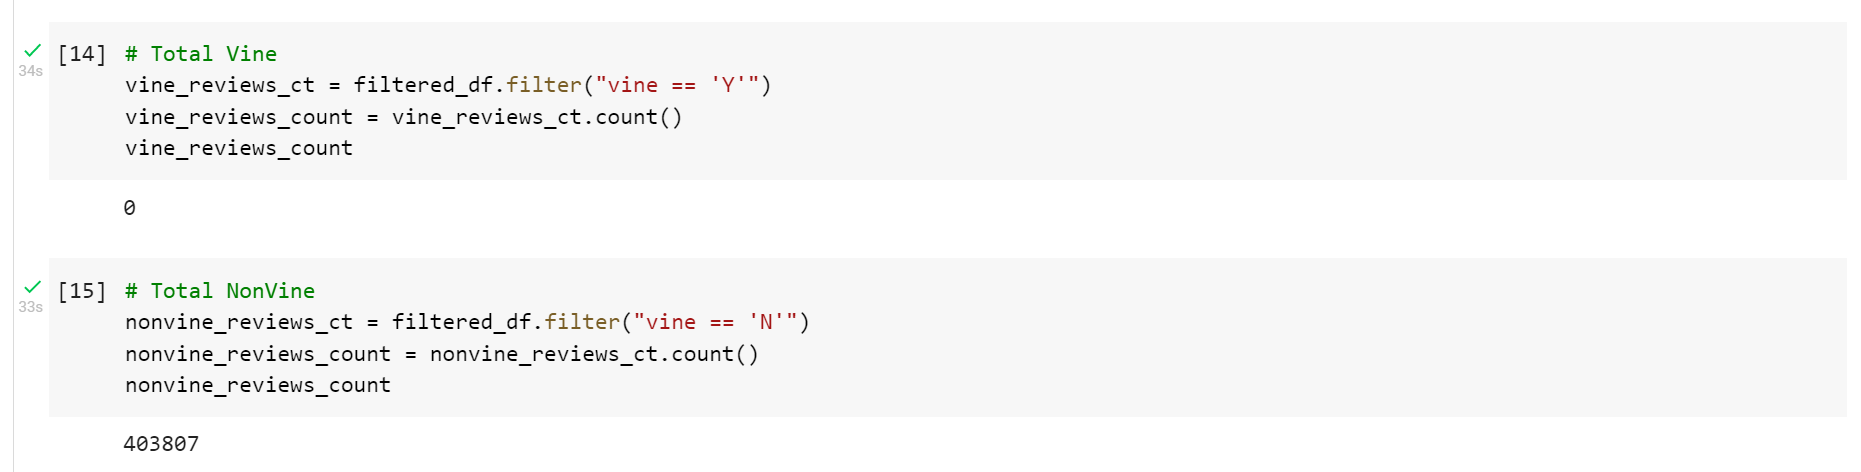 [14] # Total Vine
34s
vine_reviews_ct = filtered_df.filter("vine == 'Y'")
vine_reviews_count = vine_reviews_ct.count()
vine_reviews_count
0
[15] # Total NonVine
33s
nonvine_reviews_ct = filtered_df.filter("vine == 'N'")
nonvine_reviews_count = nonvine_reviews_ct.count()
nonvine_reviews_count
403807